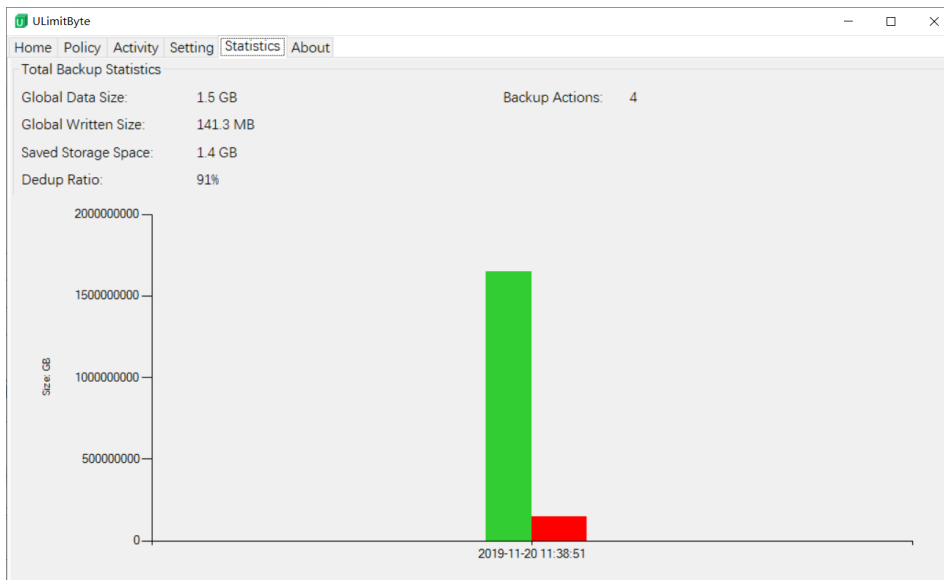 ULimitByte
Home Policy Activity Setting Statistics About
Total Backup Statistics
Global Data Size: 1.5 GB Backup Actions: 4
Global Written Size: 141.3 MB
Saved Storage Space: 1.4 GB
Dedup Ratio: 91%
2000000000
1500000000
Size: GB
1000000000
500000000
0
2019-11-20 11:38:51